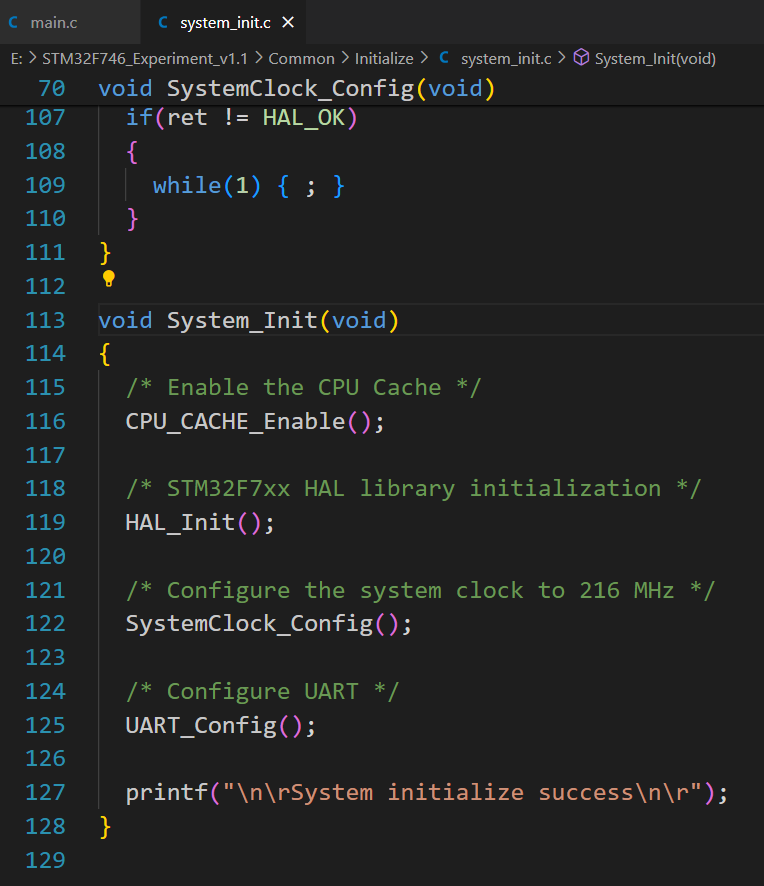 C main.c C system_init.c ×
E: > STM32F746_Experiment_v1.1 > Common > Initialize > C system_init.c > System_Init(void)
70 void SystemClock_Config(void)
107 if(ret != HAL_OK)
108 {
109 while(1) { ; }
110 }
111 }
112
113 void System_Init(void)
114 {
115 /* Enable the CPU Cache */
116 CPU_CACHE_Enable();
117
118 /* STM32F7xx HAL library initialization */
119 HAL_Init();
120
121 /* Configure the system clock to 216 MHz */
122 SystemClock_Config();
123
124 /* Configure UART */
125 UART_Config();
126
127 printf("\n\rSystem initialize success\n\r");
128 }
129